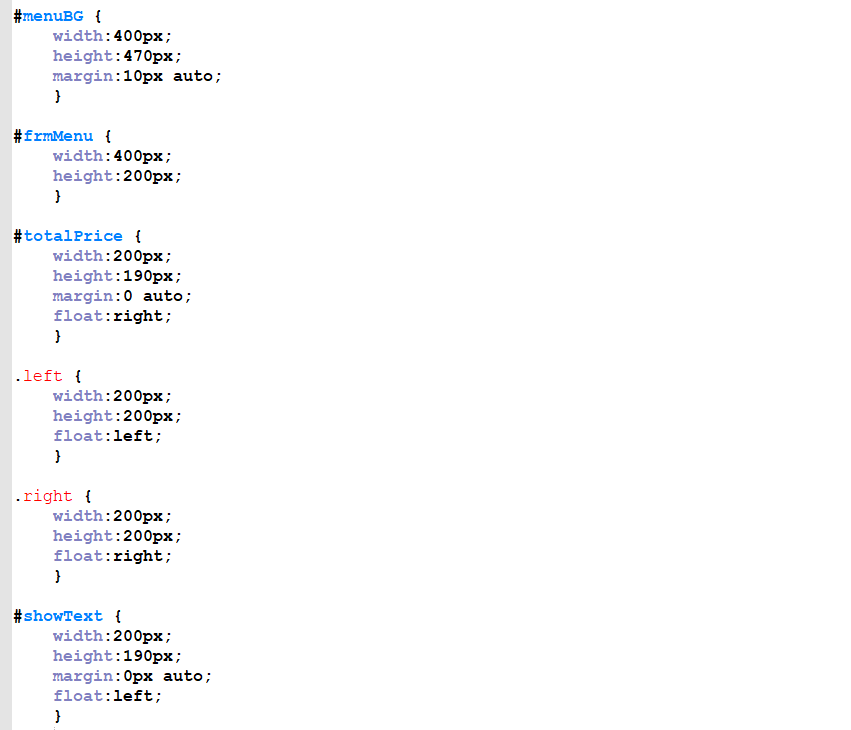 #menuBG {
    width:400px;
    height:470px;
    margin:10px auto;
    }

#frmMenu {
    width:400px;
    height:200px;
    }

#totalPrice {
    width:200px;
    height:190px;
    margin:0 auto;
    float:right;
    }

.left {
    width:200px;
    height:200px;
    float:left;
    }

.right {
    width:200px;
    height:200px;
    float:right;
    }

#showText {
    width:200px;
    height:190px;
    margin:0px auto;
    float:left;
    }